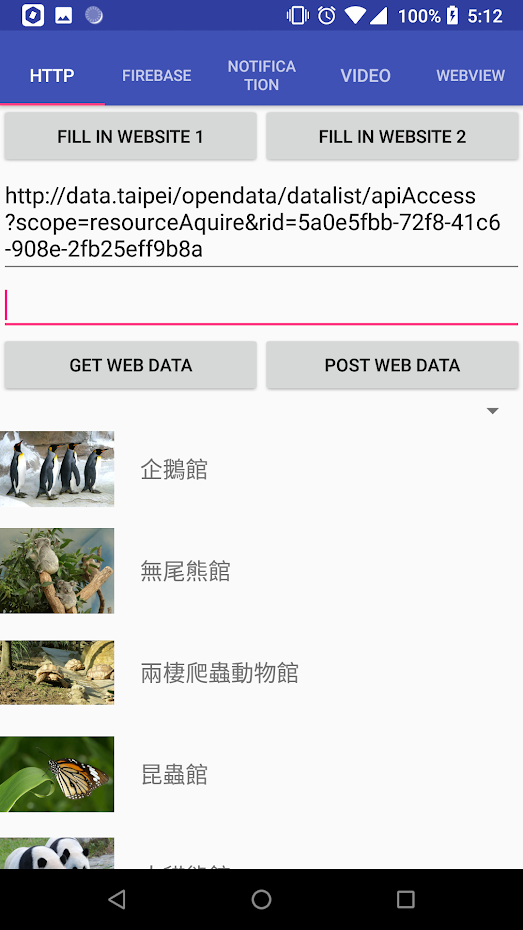 100% 5:12
HTTP FIREBASE NOTIFICA
TION VIDEO WEBVIEW
FILL IN WEBSITE 1 FILL IN WEBSITE 2
http://data.taipei/opendata/datalist/apiAccess
?scope=resourceAquire&rid=5a0e5fbb-72f8-41c6
-908e-2fb25eff9b8a
GET WEB DATA POST WEB DATA
企鵝館
無尾熊館
兩棲爬蟲動物館
昆蟲館